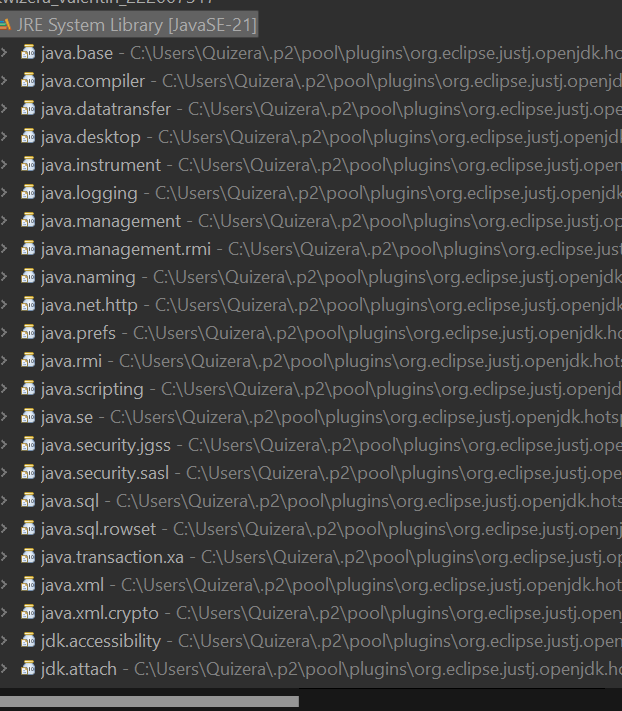 JRE System Library [JavaSE-21]
java.base - C:\Users\Quizera\.p2\pool\plugins\org.eclipse.justj.openjdk.ho
java.compiler - C:\Users\Quizera\.p2\pool\plugins\org.eclipse.justj.openjd
java.datatransfer - C:\Users\Quizera\.p2\pool\plugins\org.eclipse.justj.ope
java.desktop - C:\Users\Quizera\.p2\pool\plugins\org.eclipse.justj.openjdk
java.instrument - C:\Users\Quizera\.p2\pool\plugins\org.eclipse.justj.open
java.logging - C:\Users\Quizera\.p2\pool\plugins\org.eclipse.justj.openjdk
java.management - C:\Users\Quizera\.p2\pool\plugins\org.eclipse.justj.o
java.management.rmi - C:\Users\Quizera\.p2\pool\plugins\org.eclipse.just
java.naming - C:\Users\Quizera\.p2\pool\plugins\org.eclipse.justj.openjdk
java.net.http - C:\Users\Quizera\.p2\pool\plugins\org.eclipse.justj.openjdk
java.prefs - C:\Users\Quizera\.p2\pool\plugins\org.eclipse.justj.openjdk.ho
java.rmi - C:\Users\Quizera\.p2\pool\plugins\org.eclipse.justj.openjdk.hot
java.scripting - C:\Users\Quizera\.p2\pool\plugins\org.eclipse.justj.openjd
java.se - C:\Users\Quizera\.p2\pool\plugins\org.eclipse.justj.openjdk.hotsp
java.security.jgss - C:\Users\Quizera\.p2\pool\plugins\org.eclipse.justj.ope
java.security.sasl - C:\Users\Quizera\.p2\pool\plugins\org.eclipse.justj.open
java.sql - C:\Users\Quizera\.p2\pool\plugins\org.eclipse.justj.openjdk.hots
java.sql.rowset - C:\Users\Quizera\.p2\pool\plugins\org.eclipse.justj.openj
java.transaction.xa - C:\Users\Quizera\.p2\pool\plugins\org.eclipse.justj.op
java.xml - C:\Users\Quizera\.p2\pool\plugins\org.eclipse.justj.openjdk.hot
java.xml.crypto - C:\Users\Quizera\.p2\pool\plugins\org.eclipse.justj.openj
jdk.accessibility - C:\Users\Quizera\.p2\pool\plugins\org.eclipse.justj.open
jdk.attach - C:\Users\Quizera\.p2\pool\plugins\org.eclipse.justj.openjdk.ho